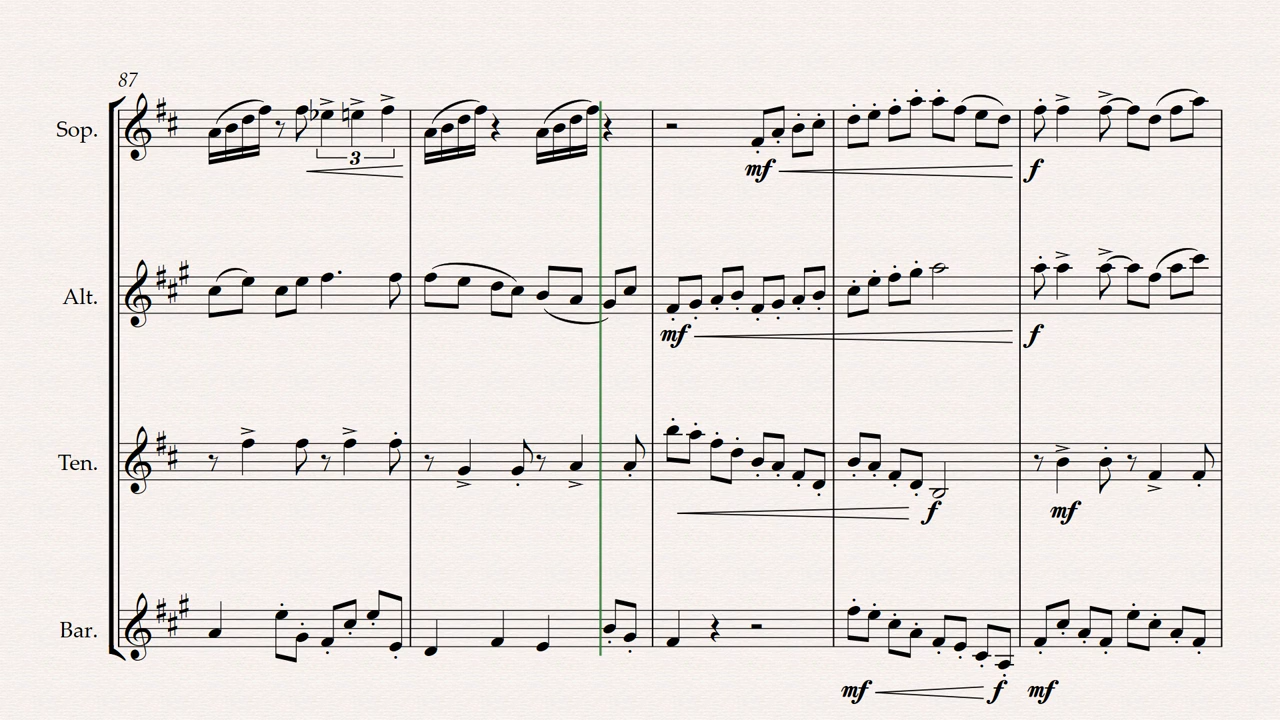 87
Sop.
3
mf f
Alt.
mf f
Ten.
f mf
Bar.
mf f mf